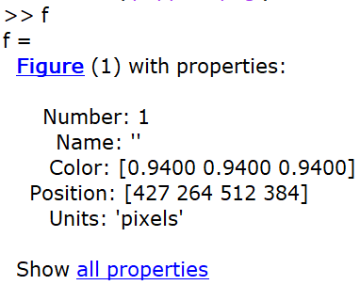 >> f
f =
Figure (1) with properties:
Number: 1
Name: ''
Color: [0.9400 0.9400 0.9400]
Position: [427 264 512 384]
Units: 'pixels'
Show all properties